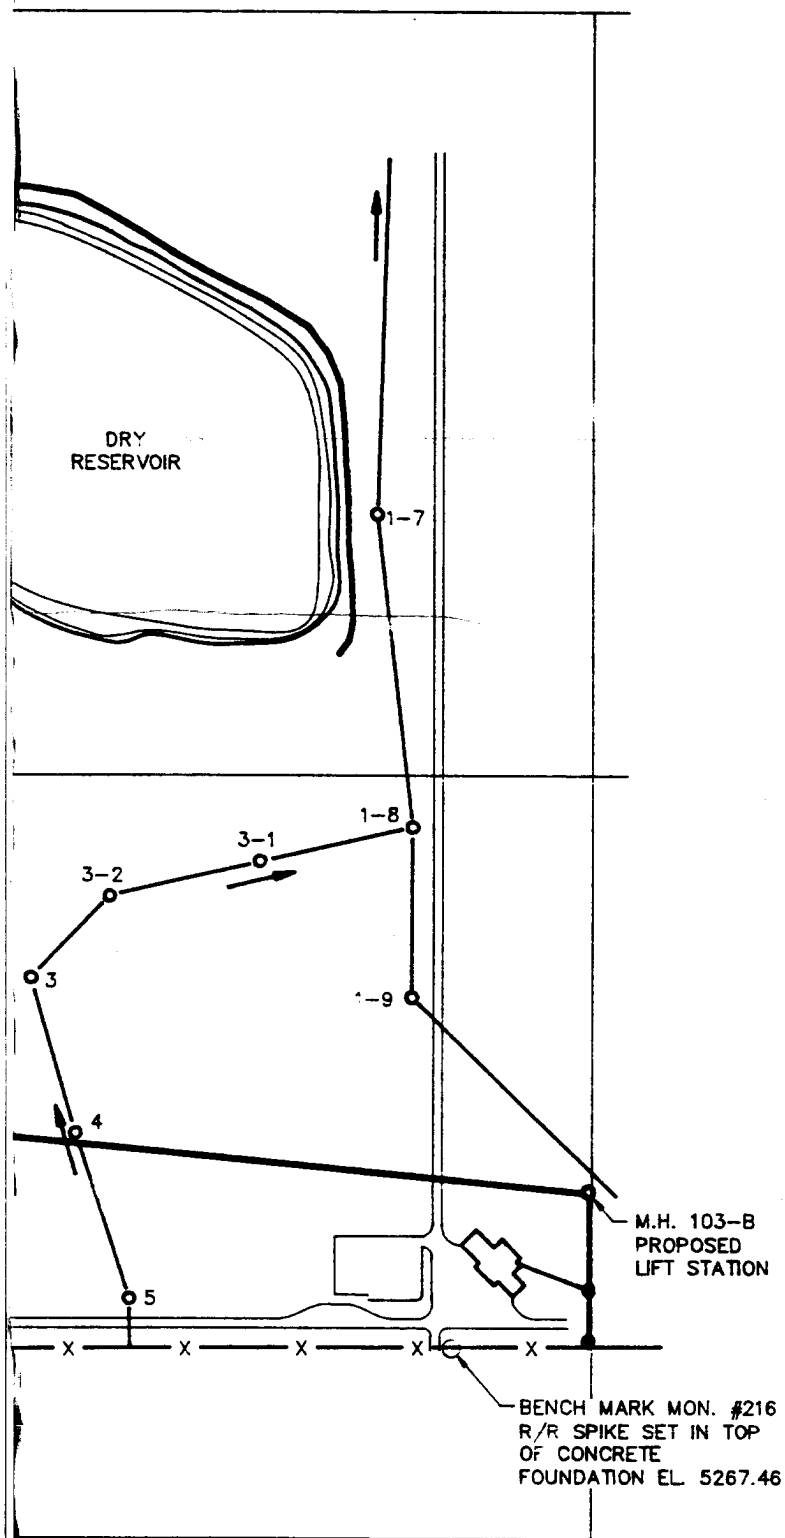 DRY
RESERVOIR
1-7
1-8
3-1
3-2
3
1-9
4
M.H. 103-B
PROPOSED
LIFT STATION
5
X X X X X
BENCH MARK MON. #216
R/R SPIKE SET IN TOP
OF CONCRETE
FOUNDATION EL. 5267.46